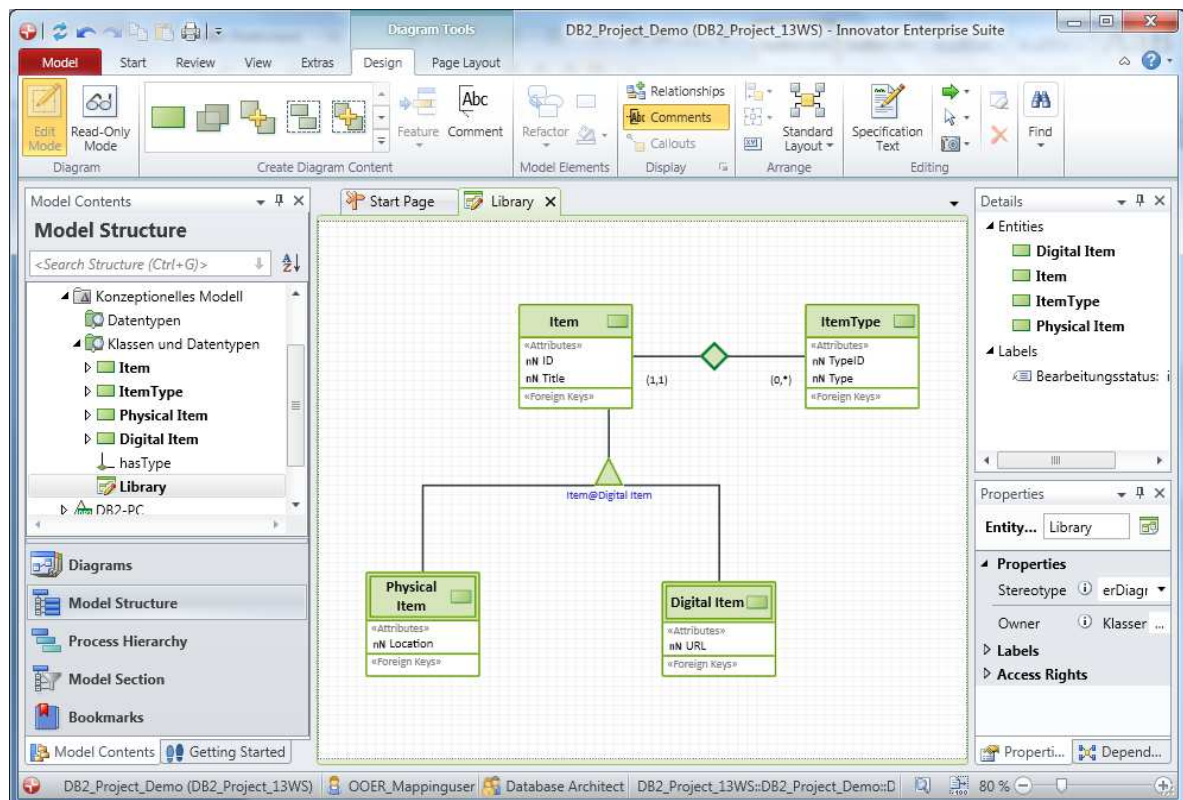 Diagram Tools
DB2_Project_Demo (DB2_Project_13WS) - Innovator Enterprise Suite
Model Start Review View Extras Design Page Layout
Edit Mode
Read-Only Mode
Diagram
Feature
Abc
Comment
Create Diagram Content
Refactor
Model Elements
Relationships
Abc Comments
Callouts
Display
Standard Layout
Arrange
Specification Text
Editing
Find
Model Contents
Model Structure
<Search Structure (Ctrl+G)>
Konzeptionelles Modell
Datentypen
Klassen und Datentypen
Item
ItemType
Physical Item
Digital Item
hasType
Library
DB2-PC
Diagrams
Model Structure
Process Hierarchy
Model Section
Bookmarks
Model Contents Getting Started
Start Page Library
Item
«Attributes»
nN ID
nN Title
«Foreign Keys»
(1,1)
(0,*)
ItemType
«Attributes»
nN TypeID
nN Type
«Foreign Keys»
Item@Digital Item
Physical Item
«Attributes»
nN Location
«Foreign Keys»
Digital Item
«Attributes»
nN URL
«Foreign Keys»
Details
Entities
Digital Item
Item
ItemType
Physical Item
Labels
Bearbeitungsstatus: i
Properties
Entity... Library
Properties
Stereotype erDiagr
Owner Klasser ...
Labels
Access Rights
Properti... Depend...
DB2_Project_Demo (DB2_Project_13WS) OOER_Mappinguser Database Architect DB2_Project_13WS::DB2_Project_Demo::D 80 %